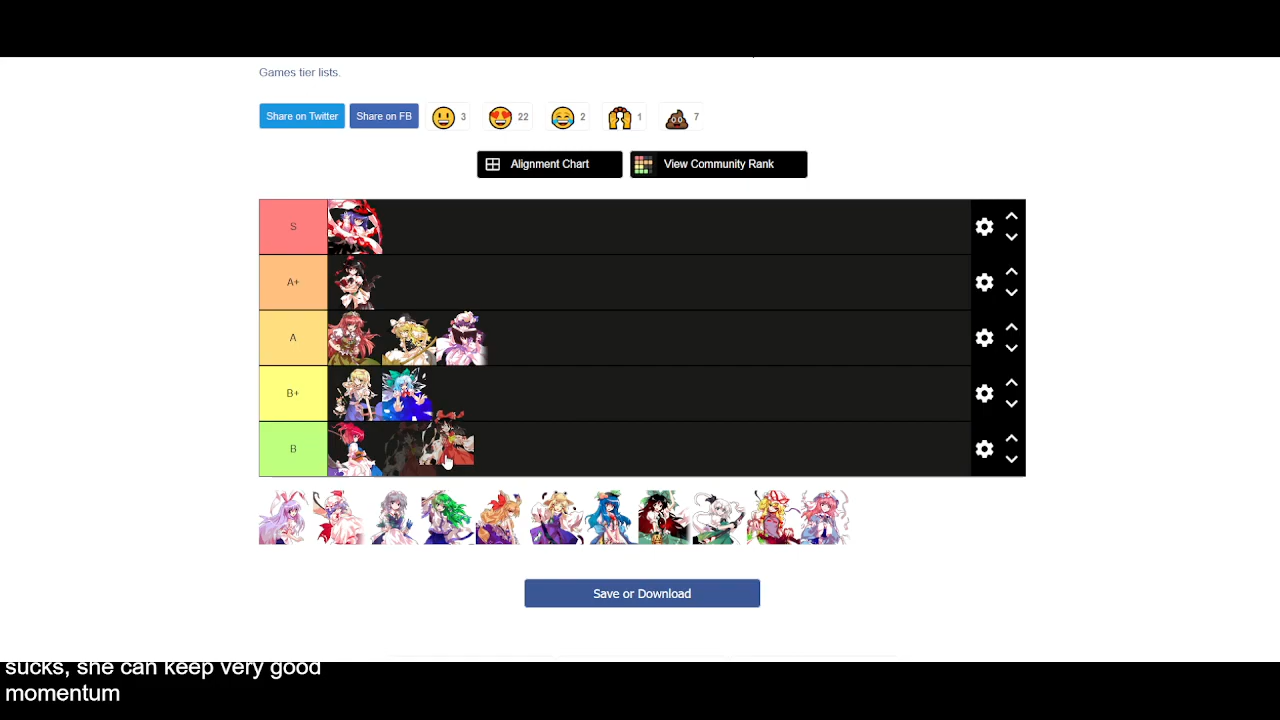 Games tier lists.
Share on Twitter
Share on FB
3
22
2
1
7
Alignment Chart
View Community Rank
S
A+
A
B+
B
Save or Download
sucks, she can keep very good
momentum